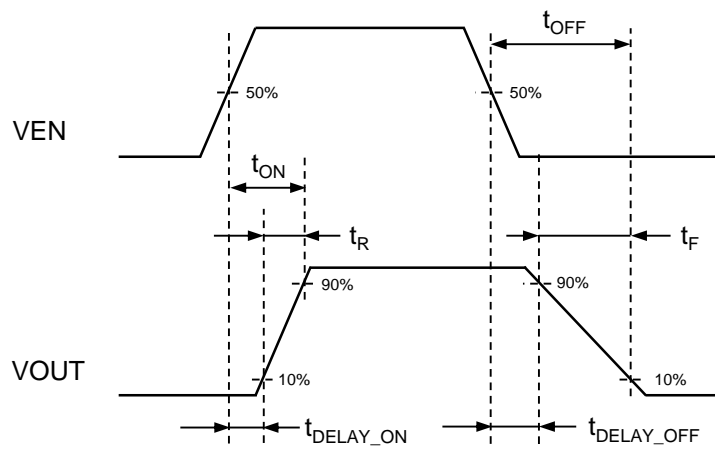 tOFF
50%
50%
VEN
tON
tR
tF
90%
90%
VOUT
10%
10%
tDELAY_ON
tDELAY_OFF